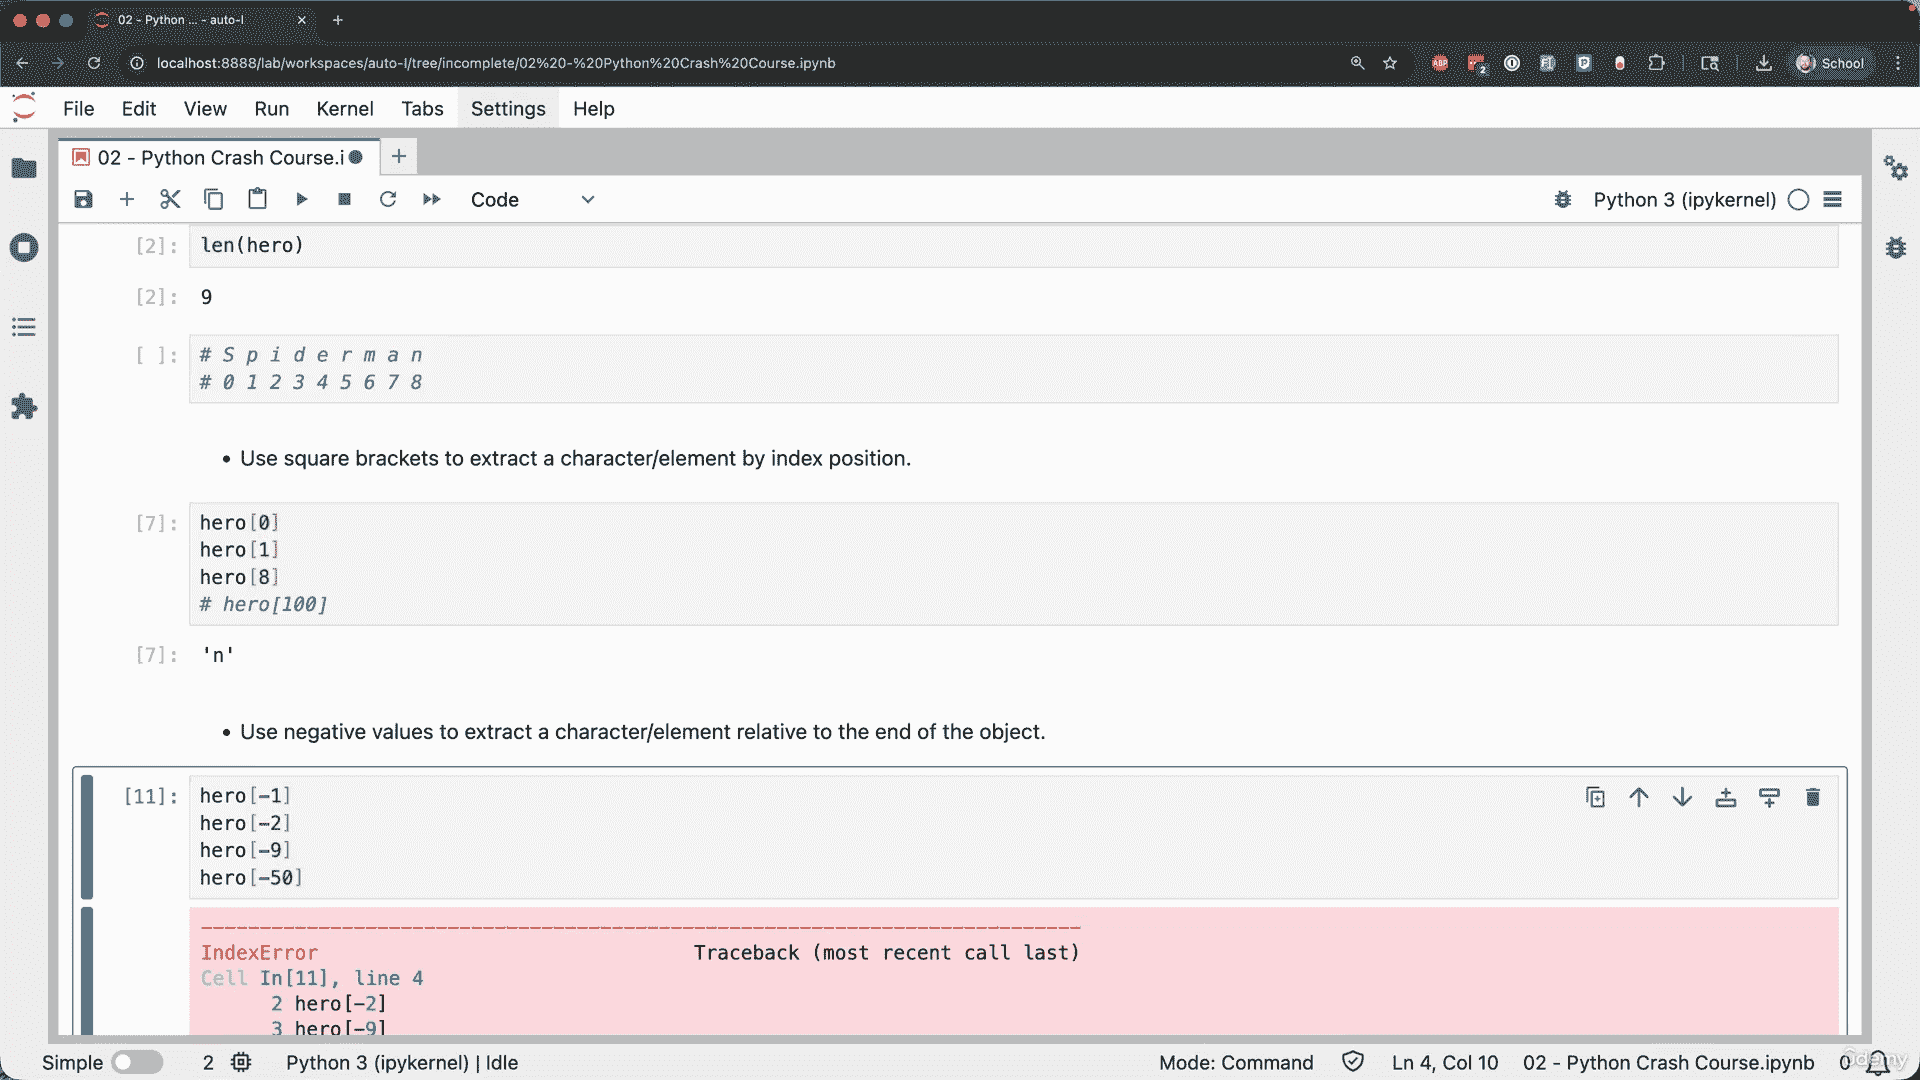 02 - Python ... - auto-l
localhost:8888/lab/workspaces/auto-l/tree/incomplete/02%20-%20Python%20Crash%20Course.ipynb
ABP
2
School
File Edit View Run Kernel Tabs Settings Help
02 - Python Crash Course.i
Code
Python 3 (ipykernel)
[2]: len(hero)
[2]: 9
[ ]: # S p i d e r m a n
# 0 1 2 3 4 5 6 7 8
• Use square brackets to extract a character/element by index position.
[7]: hero[0]
hero[1]
hero[8]
# hero[100]
[7]: 'n'
• Use negative values to extract a character/element relative to the end of the object.
[11]: hero[-1]
hero[-2]
hero[-9]
hero[-50]
---------------------------------------------------------------------------
IndexError Traceback (most recent call last)
Cell In[11], line 4
2 hero[-2]
3 hero[-9]
Simple 2 Python 3 (ipykernel) | Idle Mode: Command Ln 4, Col 10 02 - Python Crash Course.ipynb 0
Udemy